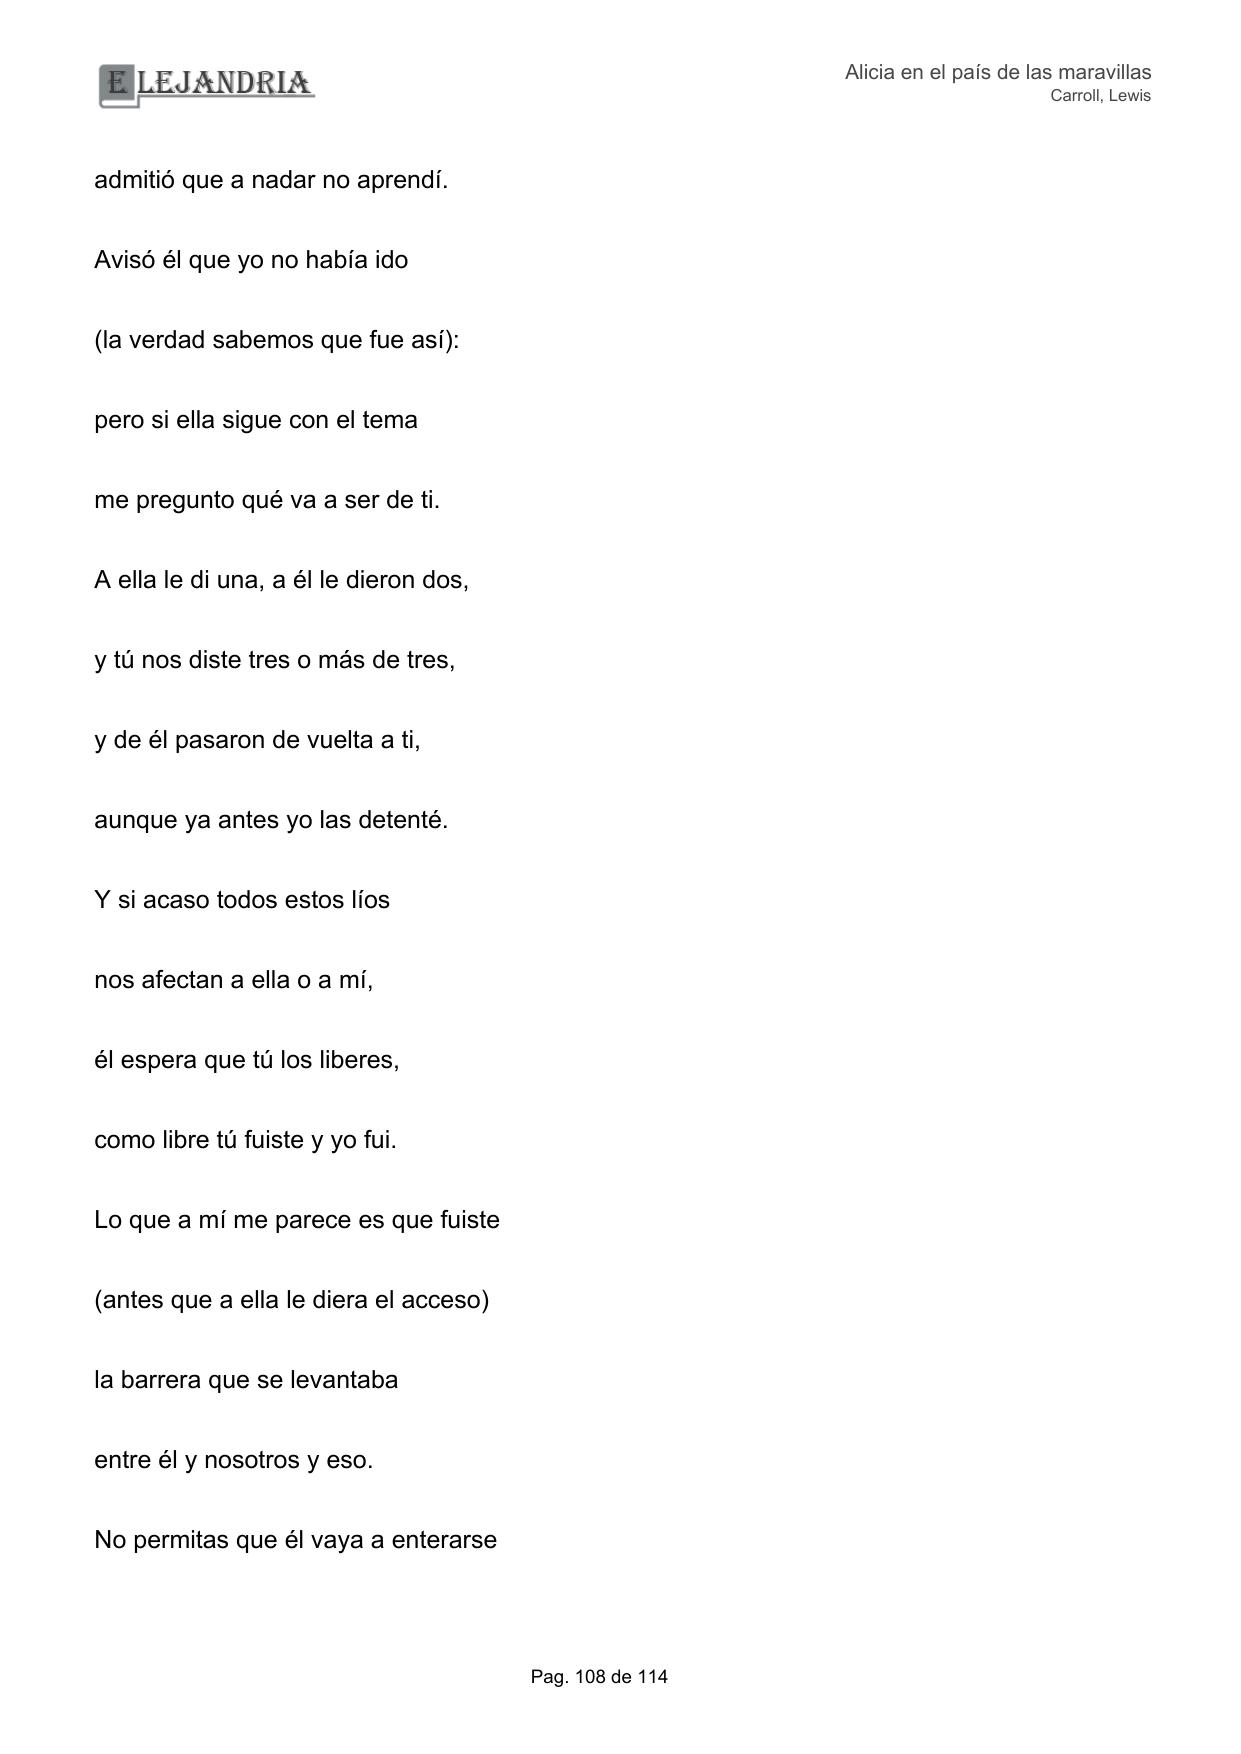 ELEJANDRIA
Alicia en el país de las maravillas
Carroll, Lewis
admitió que a nadar no aprendí.
Avisó él que yo no había ido
(la verdad sabemos que fue así):
pero si ella sigue con el tema
me pregunto qué va a ser de ti.
A ella le di una, a él le dieron dos,
y tú nos diste tres o más de tres,
y de él pasaron de vuelta a ti,
aunque ya antes yo las detenté.
Y si acaso todos estos líos
nos afectan a ella o a mí,
él espera que tú los liberes,
como libre tú fuiste y yo fui.
Lo que a mí me parece es que fuiste
(antes que a ella le diera el acceso)
la barrera que se levantaba
entre él y nosotros y eso.
No permitas que él vaya a enterarse
Pag. 108 de 114